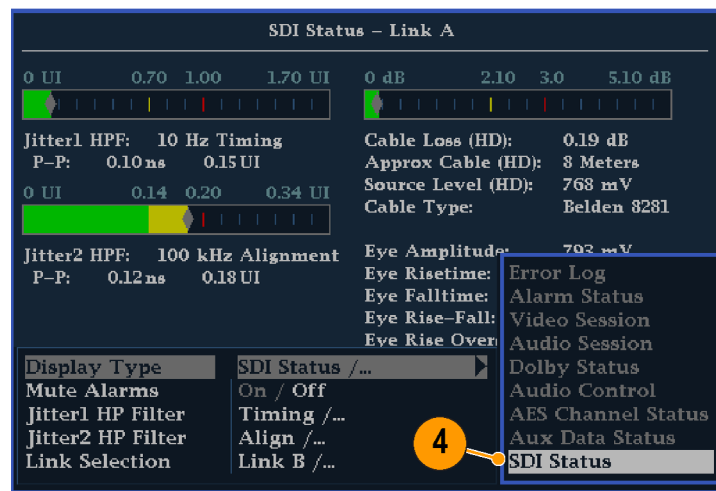 SDI Status – Link A
0 UI 0.70 1.00 1.70 UI
Jitter1 HPF: 10 Hz Timing
P–P: 0.10 ns 0.15 UI
0 UI 0.14 0.20 0.34 UI
Jitter2 HPF: 100 kHz Alignment
P–P: 0.12 ns 0.18 UI
0 dB 2.10 3.0 5.10 dB
Cable Loss (HD): 0.19 dB
Approx Cable (HD): 8 Meters
Source Level (HD): 768 mV
Cable Type: Belden 8281
Eye Amplitude: 793 mV
Eye Risetime:
Eye Falltime:
Eye Rise–Fall:
Eye Rise Over
Display Type SDI Status /...
Mute Alarms On / Off
Jitter1 HP Filter Timing /...
Jitter2 HP Filter Align /...
Link Selection Link B /...
Error Log
Alarm Status
Video Session
Audio Session
Dolby Status
Audio Control
AES Channel Status
Aux Data Status
SDI Status
4